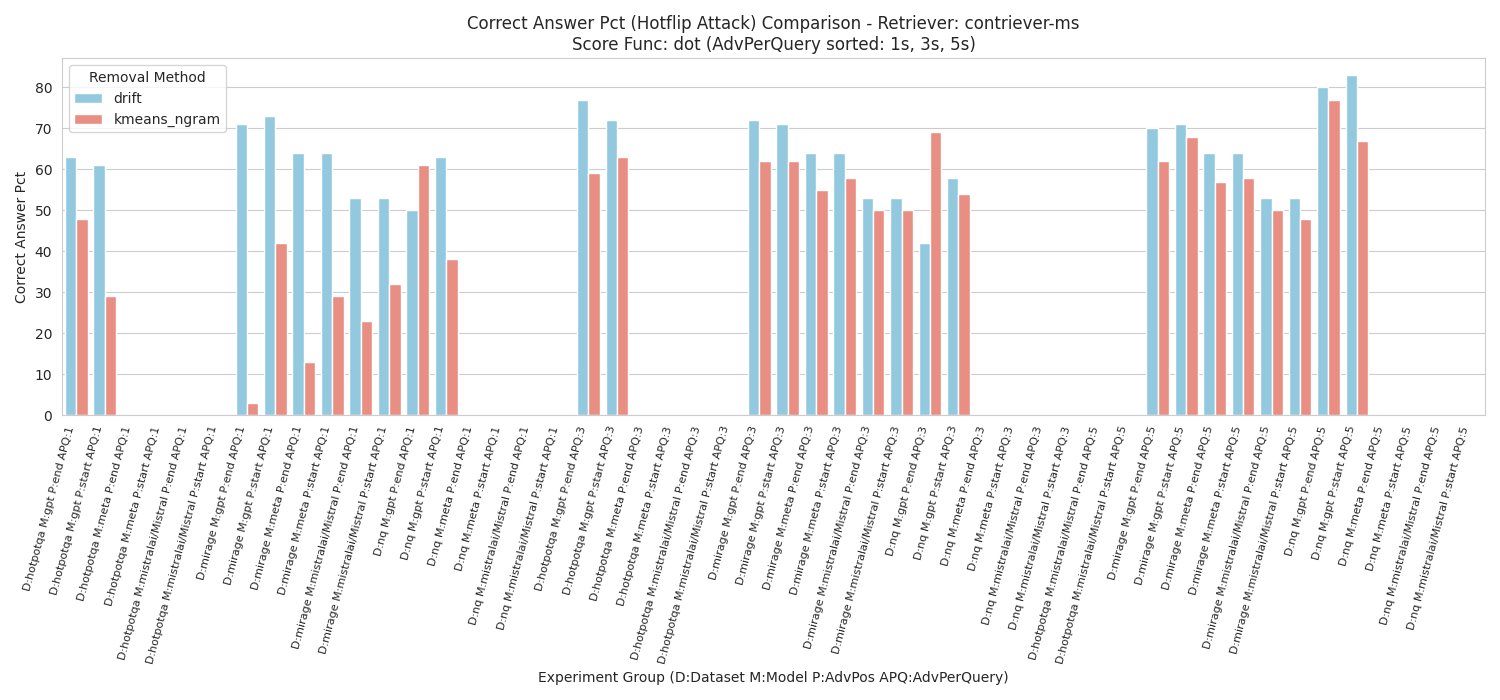 Correct Answer Pct (Hotflip Attack) Comparison - Retriever: contriever-ms
Score Func: dot (AdvPerQuery sorted: 1s, 3s, 5s)
Removal Method
drift
kmeans_ngram
Correct Answer Pct
80
70
60
50
40
30
20
10
0
D:hotpotqa M:gpt P:end APQ:1
D:hotpotqa M:gpt P:start APQ:1
D:hotpotqa M:meta P:end APQ:1
D:hotpotqa M:meta P:start APQ:1
D:hotpotqa M:mistralai/Mistral P:end APQ:1
D:hotpotqa M:mistralai/Mistral P:start APQ:1
D:mirage M:gpt P:end APQ:1
D:mirage M:gpt P:start APQ:1
D:mirage M:meta P:end APQ:1
D:mirage M:meta P:start APQ:1
D:mirage M:mistralai/Mistral P:end APQ:1
D:mirage M:mistralai/Mistral P:start APQ:1
D:nq M:gpt P:end APQ:1
D:nq M:gpt P:start APQ:1
D:nq M:meta P:end APQ:1
D:nq M:meta P:start APQ:1
D:nq M:mistralai/Mistral P:end APQ:1
D:nq M:mistralai/Mistral P:start APQ:1
D:hotpotqa M:gpt P:end APQ:3
D:hotpotqa M:gpt P:start APQ:3
D:hotpotqa M:meta P:end APQ:3
D:hotpotqa M:meta P:start APQ:3
D:hotpotqa M:mistralai/Mistral P:end APQ:3
D:hotpotqa M:mistralai/Mistral P:start APQ:3
D:mirage M:gpt P:end APQ:3
D:mirage M:gpt P:start APQ:3
D:mirage M:meta P:end APQ:3
D:mirage M:meta P:start APQ:3
D:mirage M:mistralai/Mistral P:end APQ:3
D:mirage M:mistralai/Mistral P:start APQ:3
D:nq M:gpt P:end APQ:3
D:nq M:gpt P:start APQ:3
D:nq M:meta P:end APQ:3
D:nq M:meta P:start APQ:3
D:nq M:mistralai/Mistral P:end APQ:3
D:nq M:mistralai/Mistral P:start APQ:3
D:hotpotqa M:mistralai/Mistral P:end APQ:5
D:hotpotqa M:mistralai/Mistral P:start APQ:5
D:mirage M:gpt P:end APQ:5
D:mirage M:gpt P:start APQ:5
D:mirage M:meta P:end APQ:5
D:mirage M:meta P:start APQ:5
D:mirage M:mistralai/Mistral P:end APQ:5
D:mirage M:mistralai/Mistral P:start APQ:5
D:nq M:gpt P:end APQ:5
D:nq M:gpt P:start APQ:5
D:nq M:meta P:end APQ:5
D:nq M:meta P:start APQ:5
D:nq M:mistralai/Mistral P:end APQ:5
D:nq M:mistralai/Mistral P:start APQ:5
Experiment Group (D:Dataset M:Model P:AdvPos APQ:AdvPerQuery)